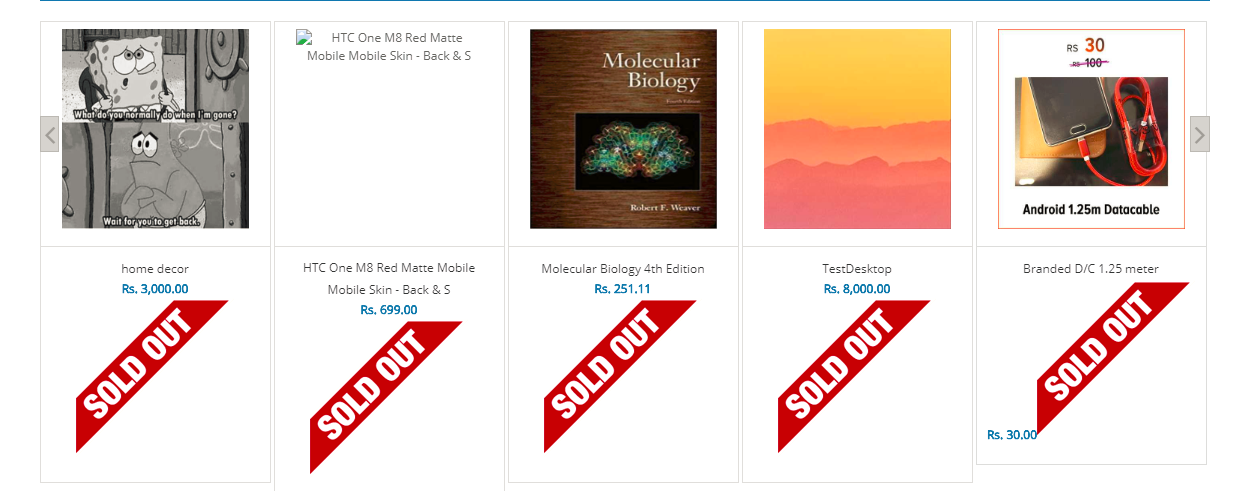 What do you normally do when I'm gone?
Wait for you to get back.
home decor
Rs. 3,000.00
SOLD OUT
HTC One M8 Red Matte
Mobile Mobile Skin - Back & S
HTC One M8 Red Matte Mobile
Mobile Skin - Back & S
Rs. 699.00
SOLD OUT
Molecular
Biology
Fourth Edition
Robert F. Weaver
Molecular Biology 4th Edition
Rs. 251.11
SOLD OUT
TestDesktop
Rs. 8,000.00
SOLD OUT
RS 30
RS 100
Android 1.25m Datacable
Branded D/C 1.25 meter
SOLD OUT
Rs. 30.00